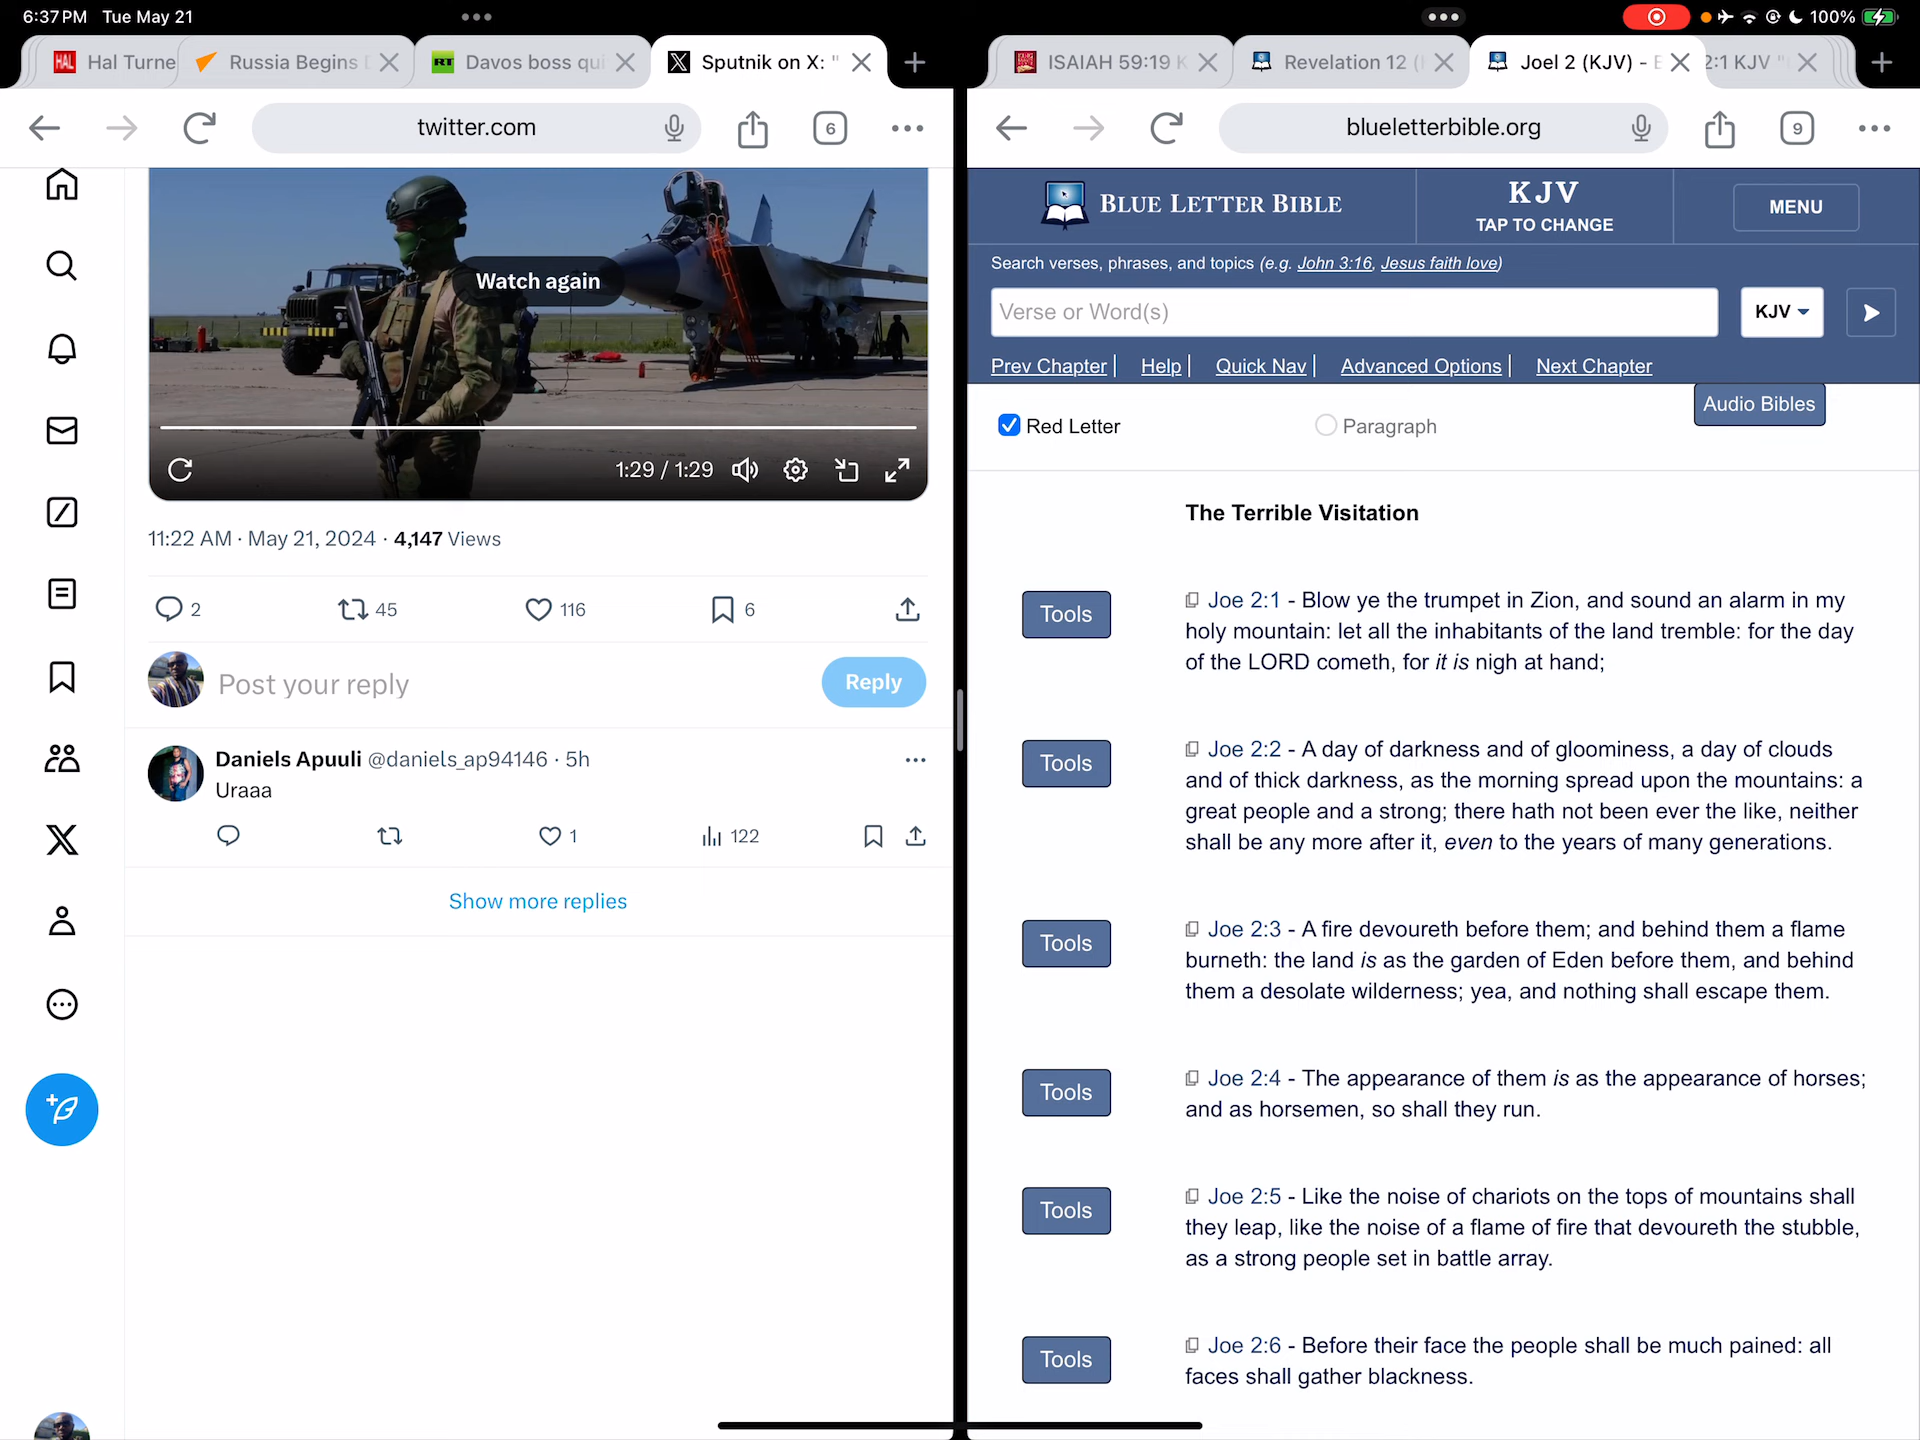 6:37 PM Tue May 21
100%
Hal Turne
Russia Begins
Davos boss qui
Sputnik on X: "
twitter.com
6
Watch again
1:29 / 1:29
11:22 AM · May 21, 2024 · 4,147 Views
2
45
116
6
Post your reply
Reply
Daniels Apuuli @daniels_ap94146 · 5h
Uraaa
1
122
Show more replies
ISAIAH 59:19 K
Revelation 12 (
Joel 2 (KJV) - B
2:1 KJV "
blueletterbible.org
9
BLUE LETTER BIBLE
KJV
TAP TO CHANGE
MENU
Search verses, phrases, and topics (e.g. John 3:16, Jesus faith love)
Verse or Word(s)
KJV
Prev Chapter | Help | Quick Nav | Advanced Options | Next Chapter
Audio Bibles
Red Letter
Paragraph
The Terrible Visitation
Tools
Joe 2:1 - Blow ye the trumpet in Zion, and sound an alarm in my
holy mountain: let all the inhabitants of the land tremble: for the day
of the LORD cometh, for it is nigh at hand;
Tools
Joe 2:2 - A day of darkness and of gloominess, a day of clouds
and of thick darkness, as the morning spread upon the mountains: a
great people and a strong; there hath not been ever the like, neither
shall be any more after it, even to the years of many generations.
Tools
Joe 2:3 - A fire devoureth before them; and behind them a flame
burneth: the land is as the garden of Eden before them, and behind
them a desolate wilderness; yea, and nothing shall escape them.
Tools
Joe 2:4 - The appearance of them is as the appearance of horses;
and as horsemen, so shall they run.
Tools
Joe 2:5 - Like the noise of chariots on the tops of mountains shall
they leap, like the noise of a flame of fire that devoureth the stubble,
as a strong people set in battle array.
Tools
Joe 2:6 - Before their face the people shall be much pained: all
faces shall gather blackness.